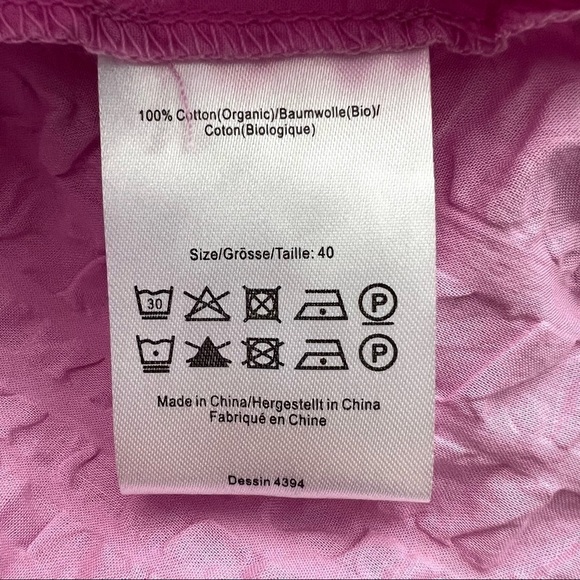 100% Cotton(Organic)/Baumwolle(Bio)/
Coton(Biologique)
Size/Grösse/Taille: 40
30 P
P
Made in China/Hergestellt in China
Fabriqué en Chine
Dessin 4394